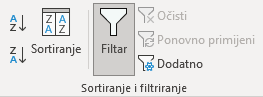 A
Z
Z
A
Z A
A Z
Sortiranje
Filtar
Očisti
Ponovno primijeni
Dodatno
Sortiranje i filtriranje